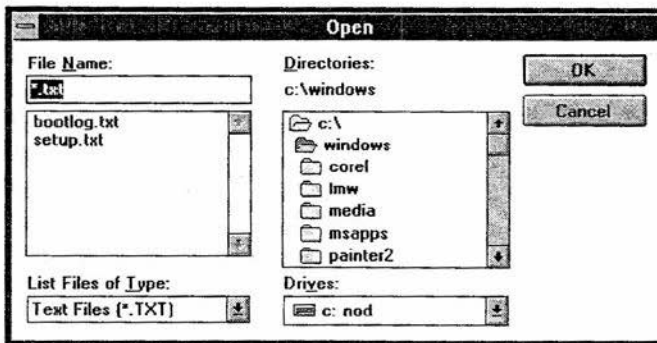 Open
File Name:
*.txt
bootlog.txt
setup.txt
List Files of Type:
Text Files (*.TXT)
Directories:
c:\windows
c:\
windows
corel
lmw
media
msapps
painter2
Drives:
c: nod
OK
Cancel